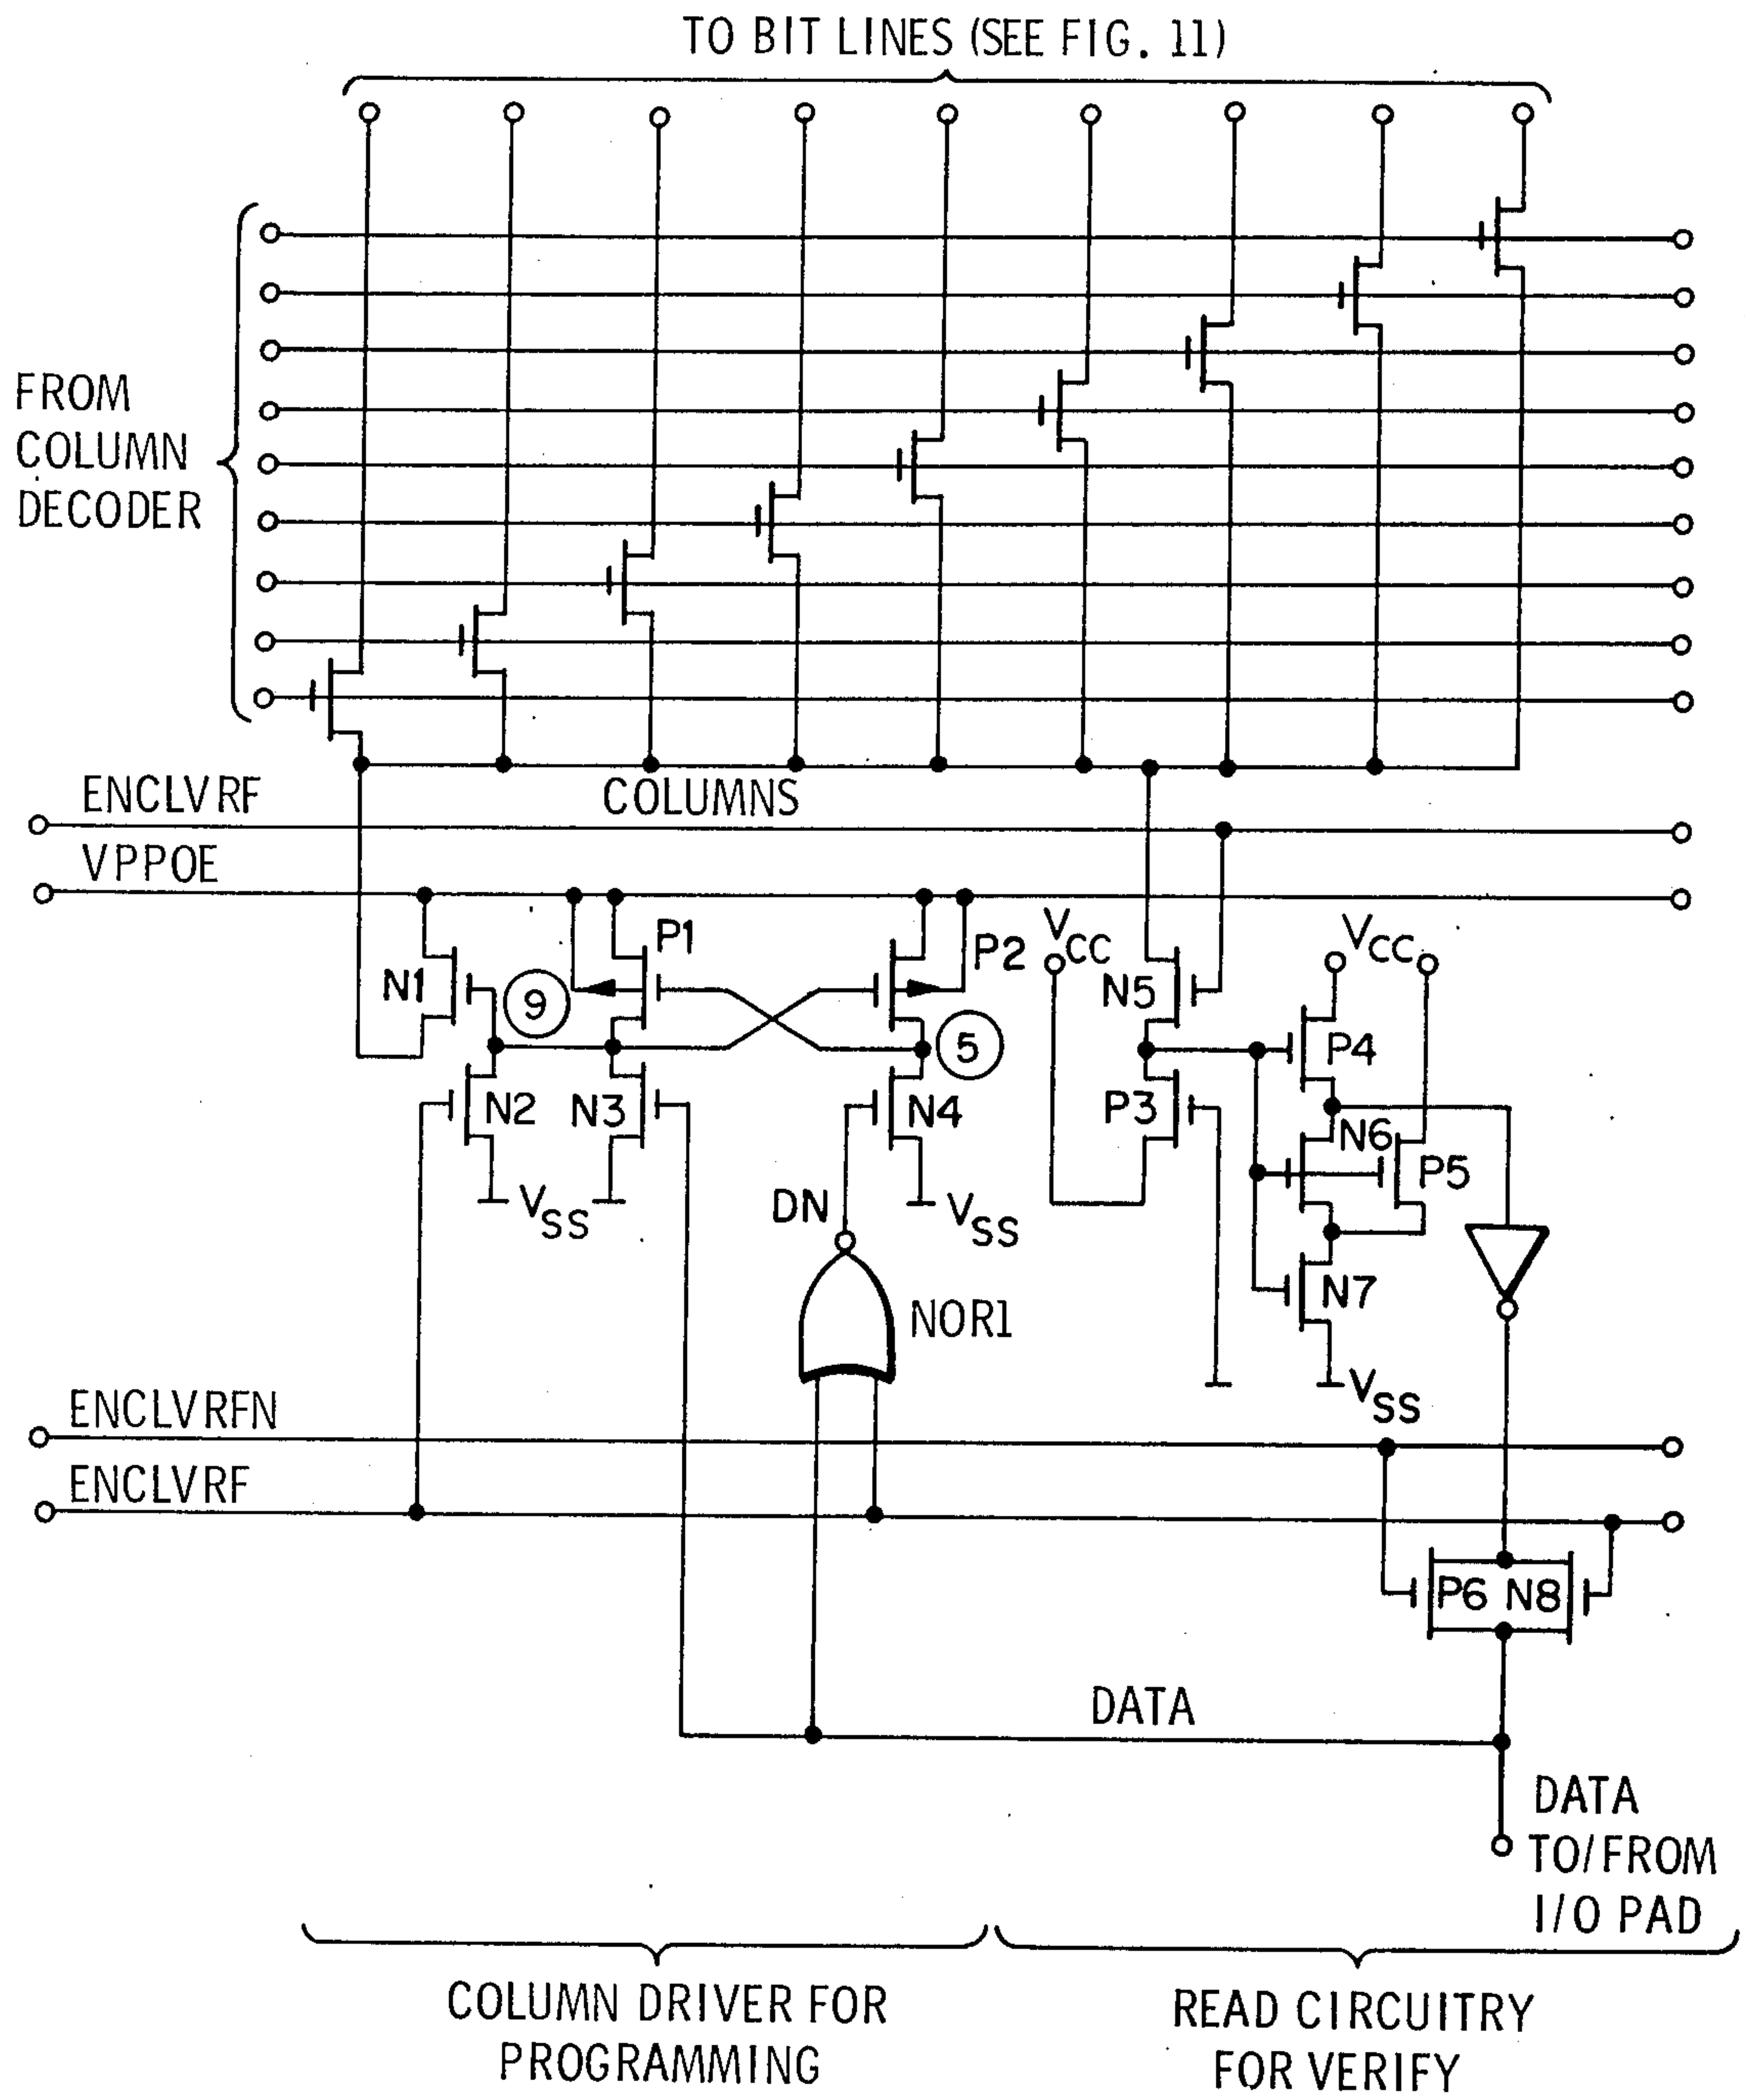 TO BIT LINES (SEE FIG. 11)
FROM
COLUMN
DECODER
ENCLVRF
COLUMNS
VPPOE
P1
P2
VCC
VCC
N1
9
N5
5
P4
N2
N3
N4
P3
N6
P5
VSS
DN
VSS
N7
NOR1
VSS
ENCLVRFN
ENCLVRF
P6
N8
DATA
DATA
TO/FROM
I/O PAD
COLUMN DRIVER FOR
PROGRAMMING
READ CIRCUITRY
FOR VERIFY